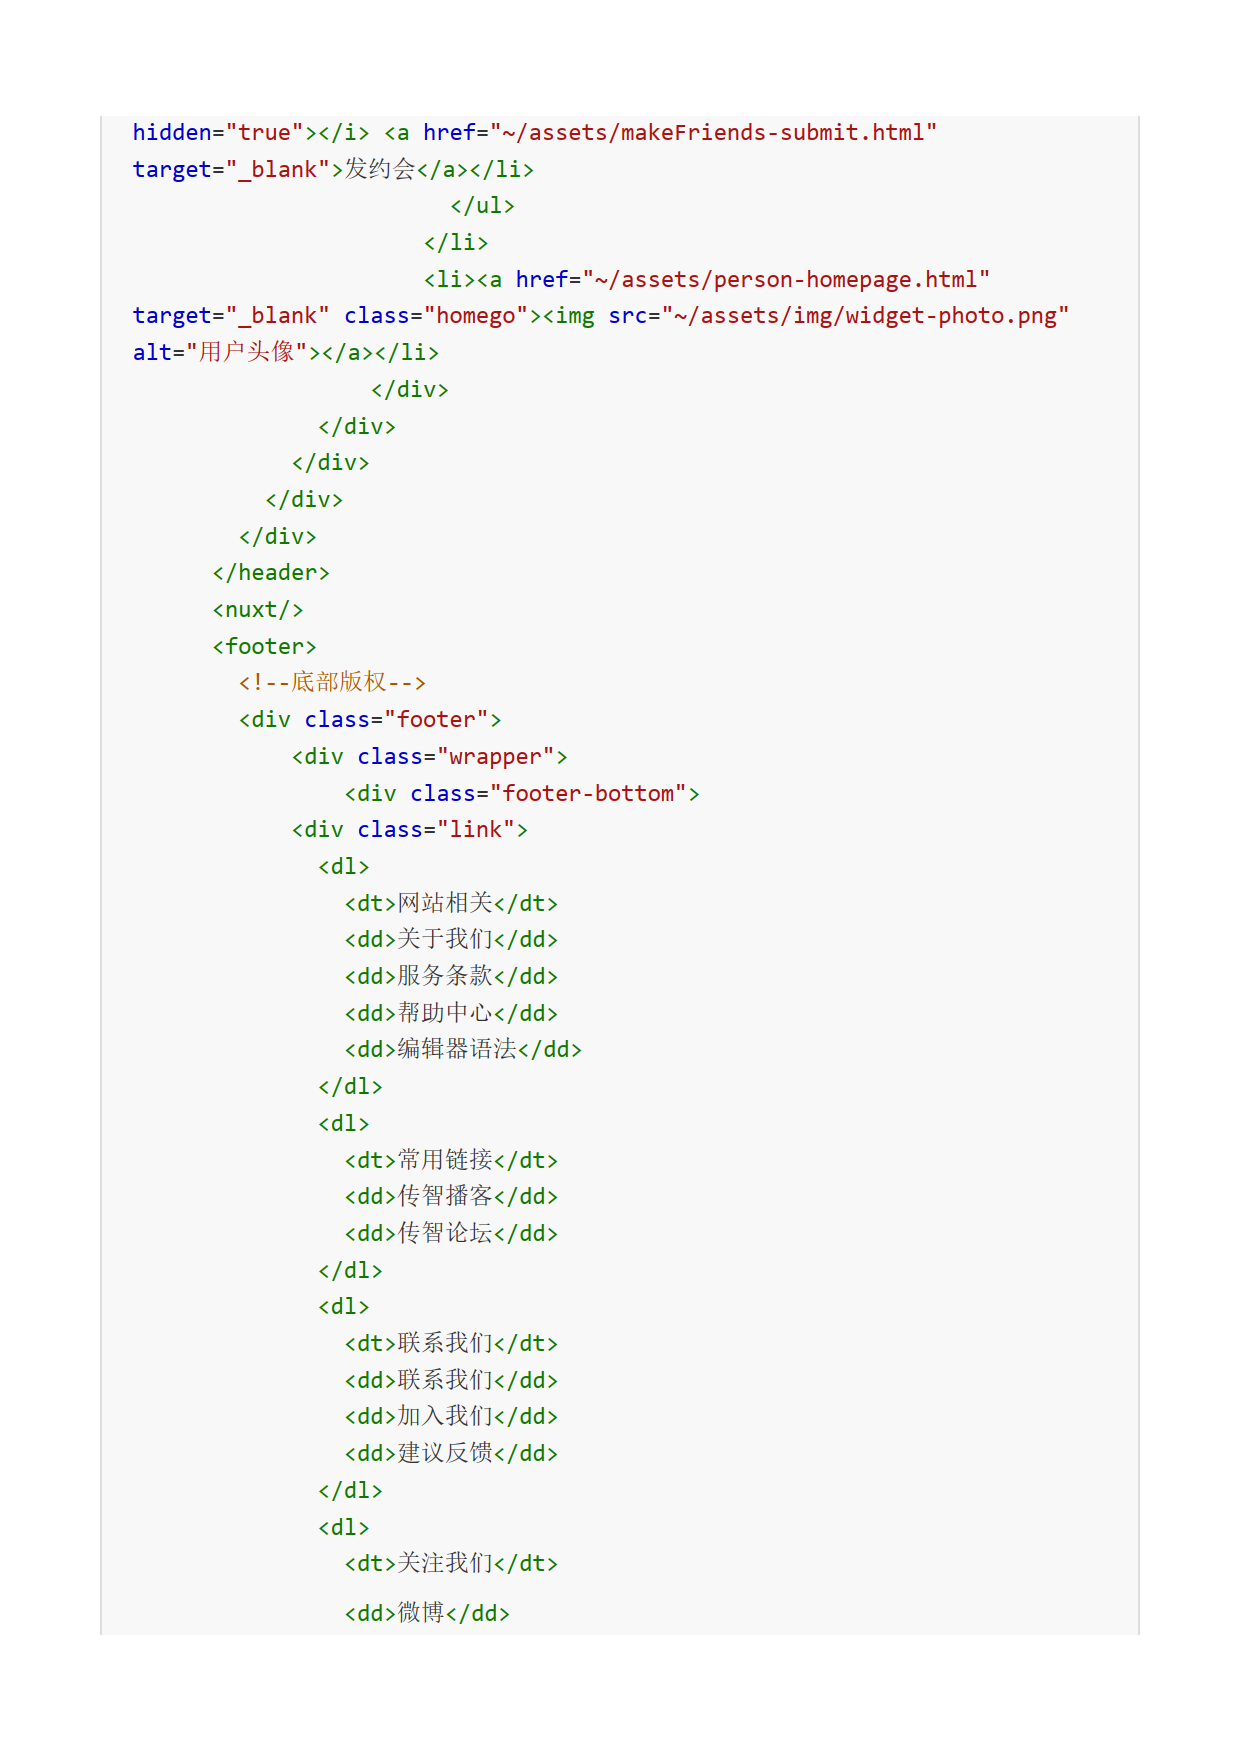 hidden="true"></i> <a href="~/assets/makeFriends-submit.html"
target="_blank">发约会</a></li>
</ul>
</li>
<li><a href="~/assets/person-homepage.html"
target="_blank" class="homego"><img src="~/assets/img/widget-photo.png"
alt="用户头像"></a></li>
</div>
</div>
</div>
</div>
</div>
</header>
<nuxt/>
<footer>
<!--底部版权-->
<div class="footer">
<div class="wrapper">
<div class="footer-bottom">
<div class="link">
<dl>
<dt>网站相关</dt>
<dd>关于我们</dd>
<dd>服务条款</dd>
<dd>帮助中心</dd>
<dd>编辑器语法</dd>
</dl>
<dl>
<dt>常用链接</dt>
<dd>传智播客</dd>
<dd>传智论坛</dd>
</dl>
<dl>
<dt>联系我们</dt>
<dd>联系我们</dd>
<dd>加入我们</dd>
<dd>建议反馈</dd>
</dl>
<dl>
<dt>关注我们</dt>
<dd>微博</dd>